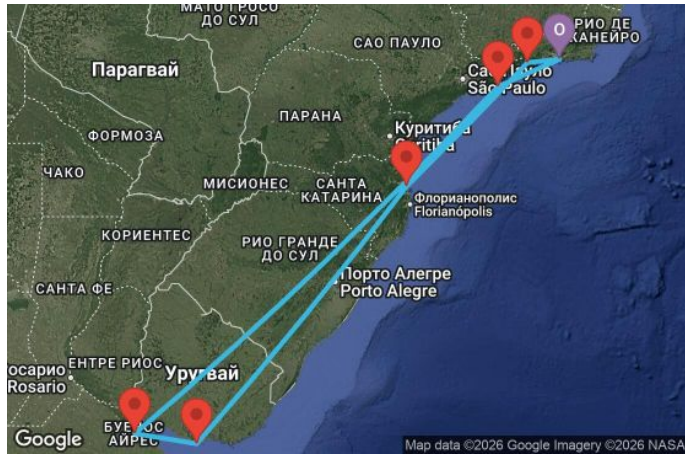 МАТО ГРОСО
ДО СУЛ
РИО ДЕ
ЖАНЕЙРО
O
САО ПАУЛО
Парагвай
São Paulo
ПАРАНА
Куритиба
Curitiba
ФОРМОЗА
ЧАКО
МИСИОНЕС
САНТА
КАТАРИНА
Флорианополис
Florianópolis
КОРИЕНТЕС
РИО ГРАНДЕ
ДО СУЛ
САНТА ФЕ
Порто Алегре
Porto Alegre
ЕНТРЕ РИОС
осарио
Rosario
Уругвай
БУЕНОС
АЙРЕС
Google
Map data ©2026 Google Imagery ©2026 NASA